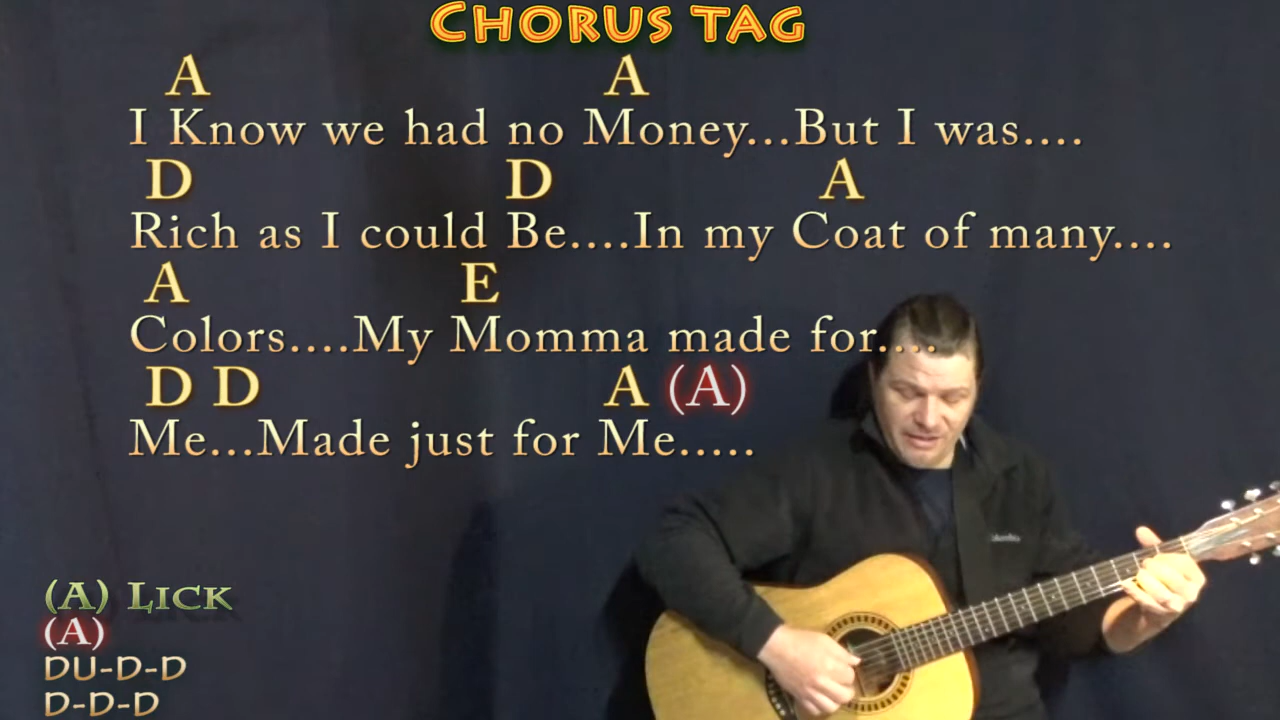 CHORUS TAG
A A
I Know we had no Money...But I was....
D D A
Rich as I could Be....In my Coat of many....
A E
Colors....My Momma made for....
D D A (A)
Me...Made just for Me.....
(A) LICK
(A)
DU-D-D
D-D-D
Columbia